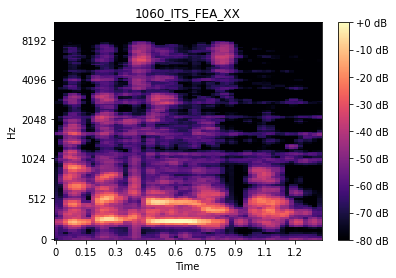 1060_ITS_FEA_XX
Hz
8192
4096
2048
1024
512
0
0 0.15 0.3 0.45 0.6 0.75 0.9 1.1 1.2
Time
+0 dB
-10 dB
-20 dB
-30 dB
-40 dB
-50 dB
-60 dB
-70 dB
-80 dB